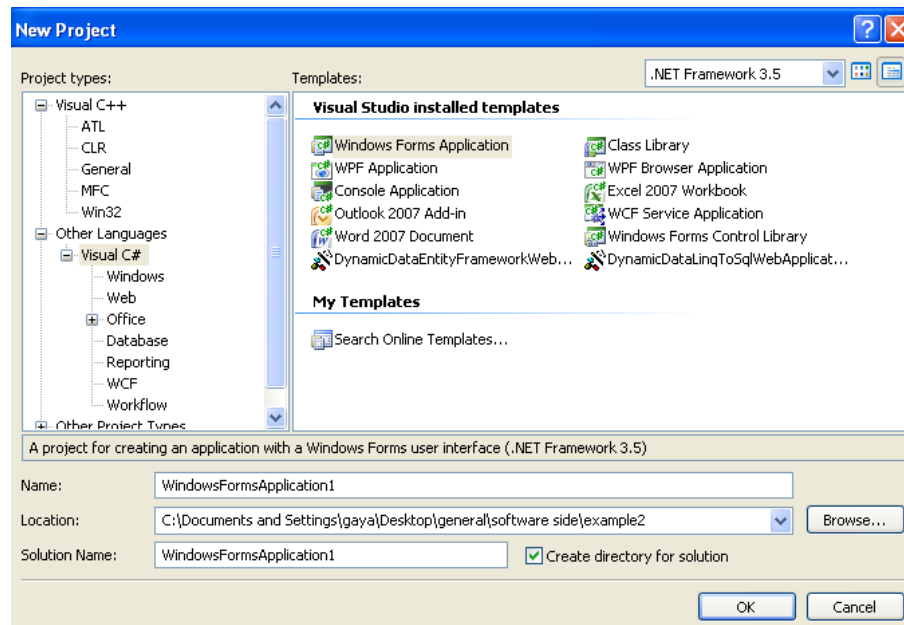 New Project
Project types:
Templates:
.NET Framework 3.5
Visual C++
ATL
CLR
General
MFC
Win32
Other Languages
Visual C#
Windows
Web
Office
Database
Reporting
WCF
Workflow
Other Project Types
Visual Studio installed templates
Windows Forms Application
Class Library
WPF Application
WPF Browser Application
Console Application
Excel 2007 Workbook
Outlook 2007 Add-in
WCF Service Application
Word 2007 Document
Windows Forms Control Library
DynamicDataEntityFrameworkWeb...
DynamicDataLinqToSqlWebApplicat...
My Templates
Search Online Templates...
A project for creating an application with a Windows Forms user interface (.NET Framework 3.5)
Name:
WindowsFormsApplication1
Location:
C:\Documents and Settings\gaya\Desktop\general\software side\example2
Browse...
Solution Name:
WindowsFormsApplication1
Create directory for solution
OK
Cancel